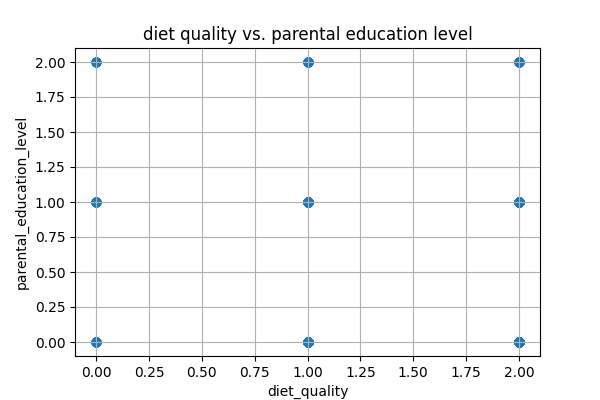 diet quality vs. parental education level
2.00
1.75
1.50
1.25
1.00
0.75
0.50
0.25
0.00
parental_education_level
0.00 0.25 0.50 0.75 1.00 1.25 1.50 1.75 2.00
diet_quality